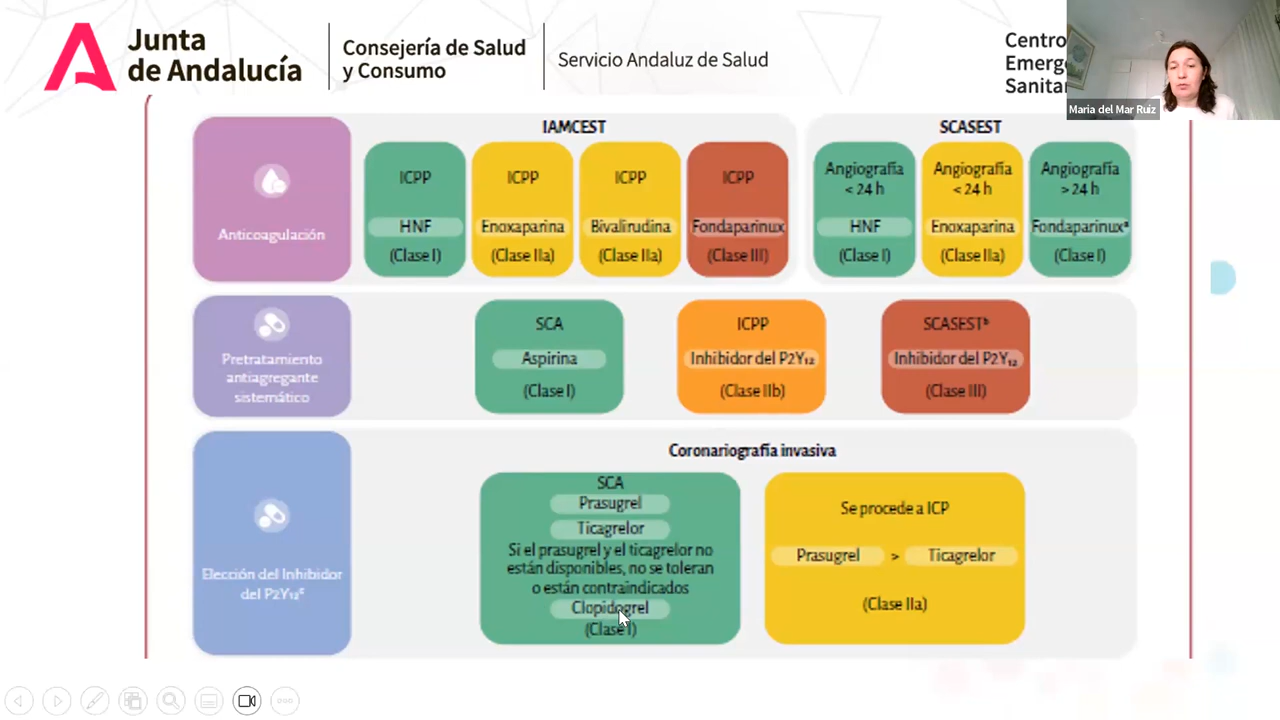 Junta
de Andalucía
Consejería de Salud
y Consumo
Servicio Andaluz de Salud
Centro
Emerg
Sanita
Maria del Mar Ruiz
IAMCEST
SCASEST
Anticoagulación
ICPP
HNF
(Clase I)
ICPP
Enoxaparina
(Clase IIa)
ICPP
Bivalirudina
(Clase IIa)
ICPP
Fondaparinux
(Clase III)
Angiografía
< 24 h
HNF
(Clase I)
Angiografía
< 24 h
Enoxaparina
(Clase IIa)
Angiografía
> 24 h
Fondaparinuxª
(Clase I)
Pretratamiento
antiagregante
sistemático
SCA
Aspirina
(Clase I)
ICPP
Inhibidor del P2Y₁₂
(Clase IIb)
SCASESTᵇ
Inhibidor del P2Y₁₂
(Clase III)
Elección del Inhibidor
del P2Y₁₂ᶜ
Coronariografía invasiva
SCA
Prasugrel
Ticagrelor
Si el prasugrel y el ticagrelor no
están disponibles, no se toleran
o están contraindicados
Clopidogrel
(Clase I)
Se procede a ICP
Prasugrel > Ticagrelor
(Clase IIa)